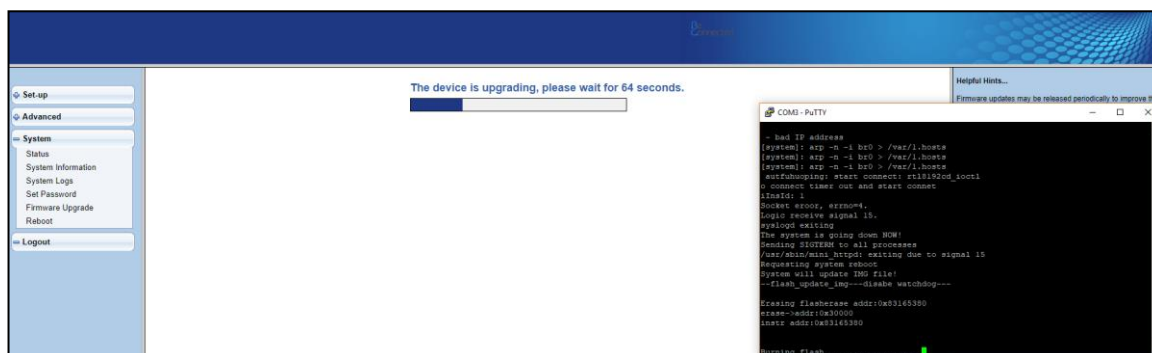 The device is upgrading, please wait for 64 seconds.
Set-up
Advanced
System
Status
System Information
System Logs
Set Password
Firmware Upgrade
Reboot
Logout
Helpful Hints...
Firmware updates may be released periodically to improve th
COM3 - PuTTY
- bad IP address
[system]: arp -n -i br0 > /var/l.hosts
[system]: arp -n -i br0 > /var/l.hosts
[system]: arp -n -i br0 > /var/l.hosts
autfuhuoping: start connect: rtl8192cd_ioctl
o connect timer out and start connet
iInsId: 1
Socket eroor, errno=4.
Logic receive signal 15.
syslogd exiting
The system is going down NOW!
Sending SIGTERM to all processes
/usr/sbin/mini_httpd: exiting due to signal 15
Requesting system reboot
System will update IMG file!
--flash_update_img---disabe watchdog---
Erasing flasherase addr:0x83165380
erase->addr:0x30000
instr addr:0x83165380
Borning flash